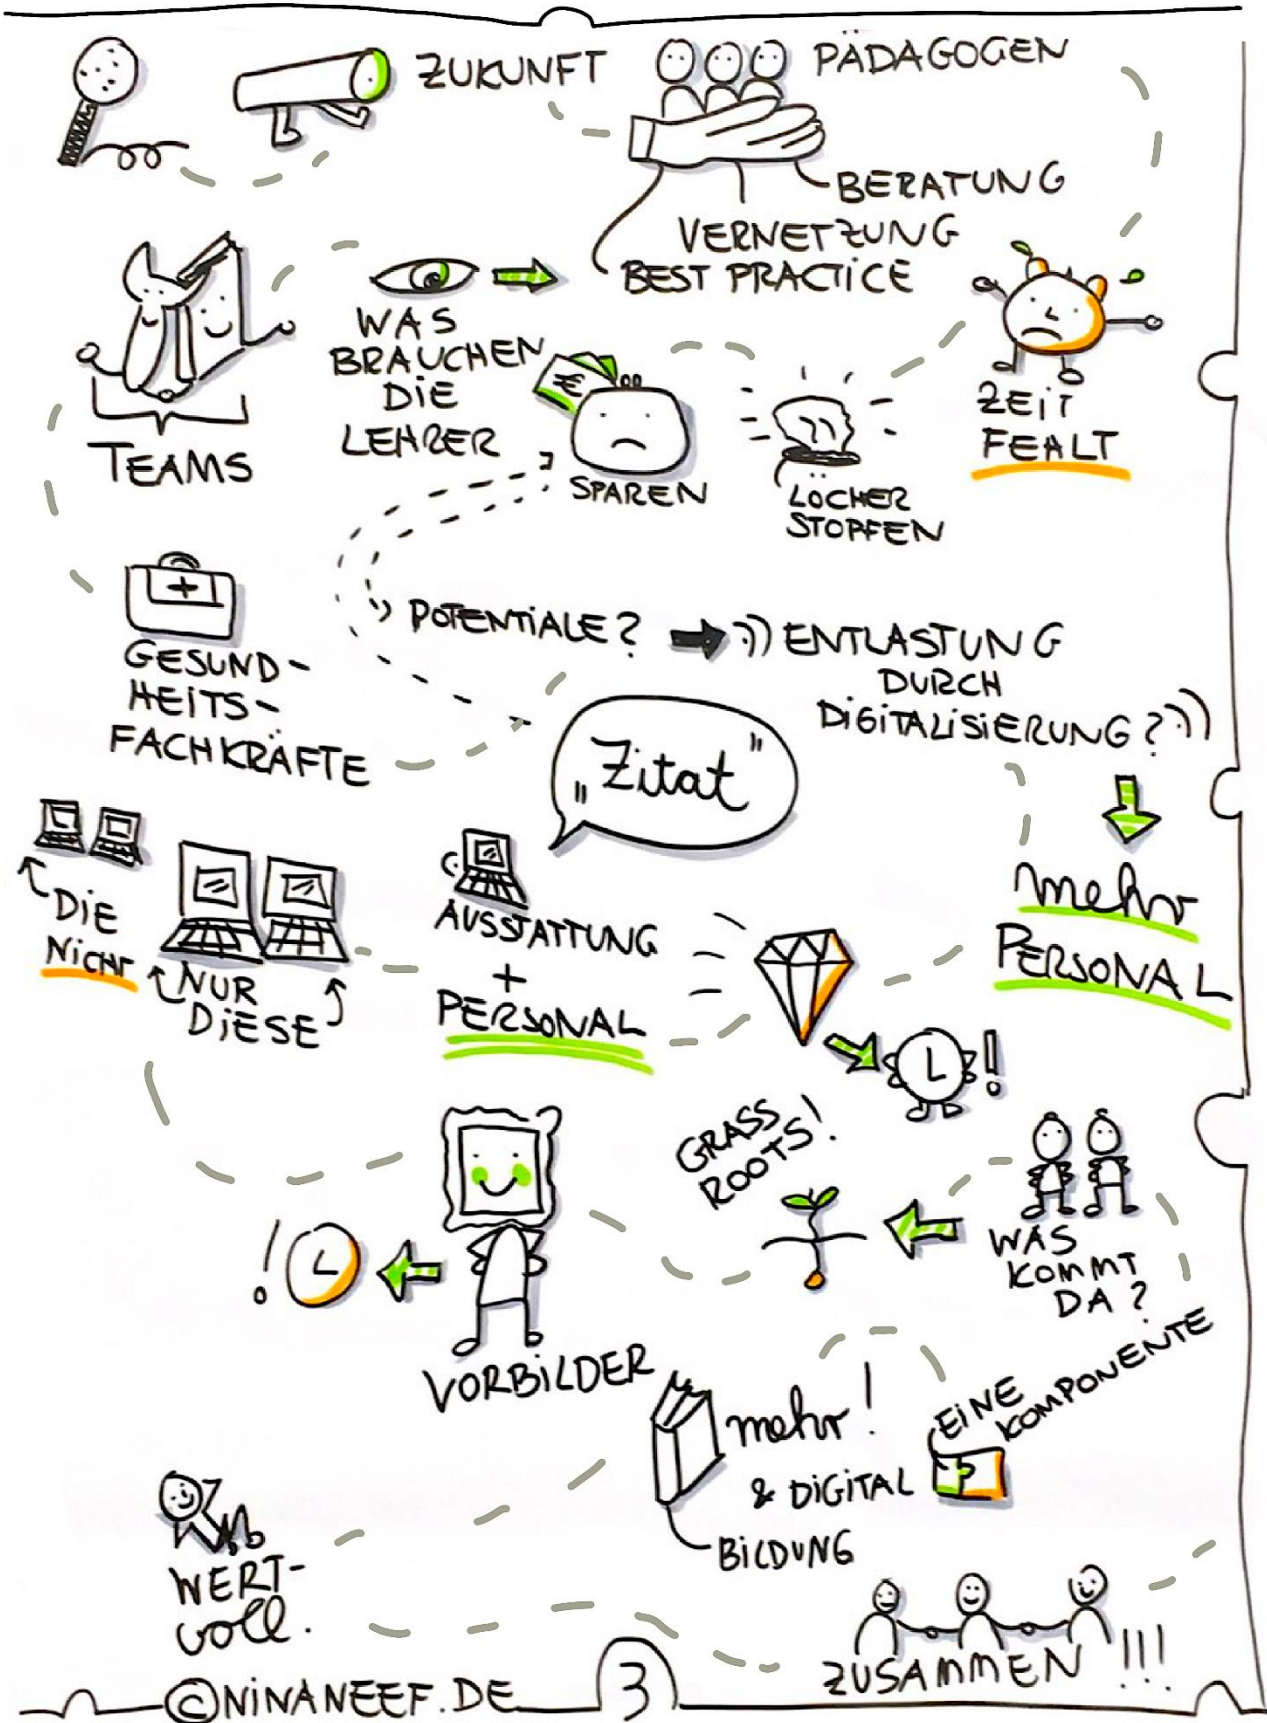 ZUKUNFT
PÄDAGOGEN
BERATUNG
VERNETZUNG
BEST PRACTICE
TEAMS
WAS
BRAUCHEN
DIE
LEHRER
€
SPAREN
LÖCHER
STOPFEN
ZEIT
FEHLT
GESUND-
HEITS-
FACHKRÄFTE
POTENTIALE?
ENTLASTUNG
DURCH
DIGITALISIERUNG?
„Zitat"
mehr
PERSONAL
DIE
NICHT
NUR
DIESE
AUSSTATTUNG
+
PERSONAL
!
GRASS
ROOTS!
WAS
KOMMT
DA?
!
VORBILDER
mehr!
& DIGITAL
BILDUNG
EINE
KOMPONENTE
WERT-
voll.
ZUSAMMEN!!!
©NINANEEF.DE
3